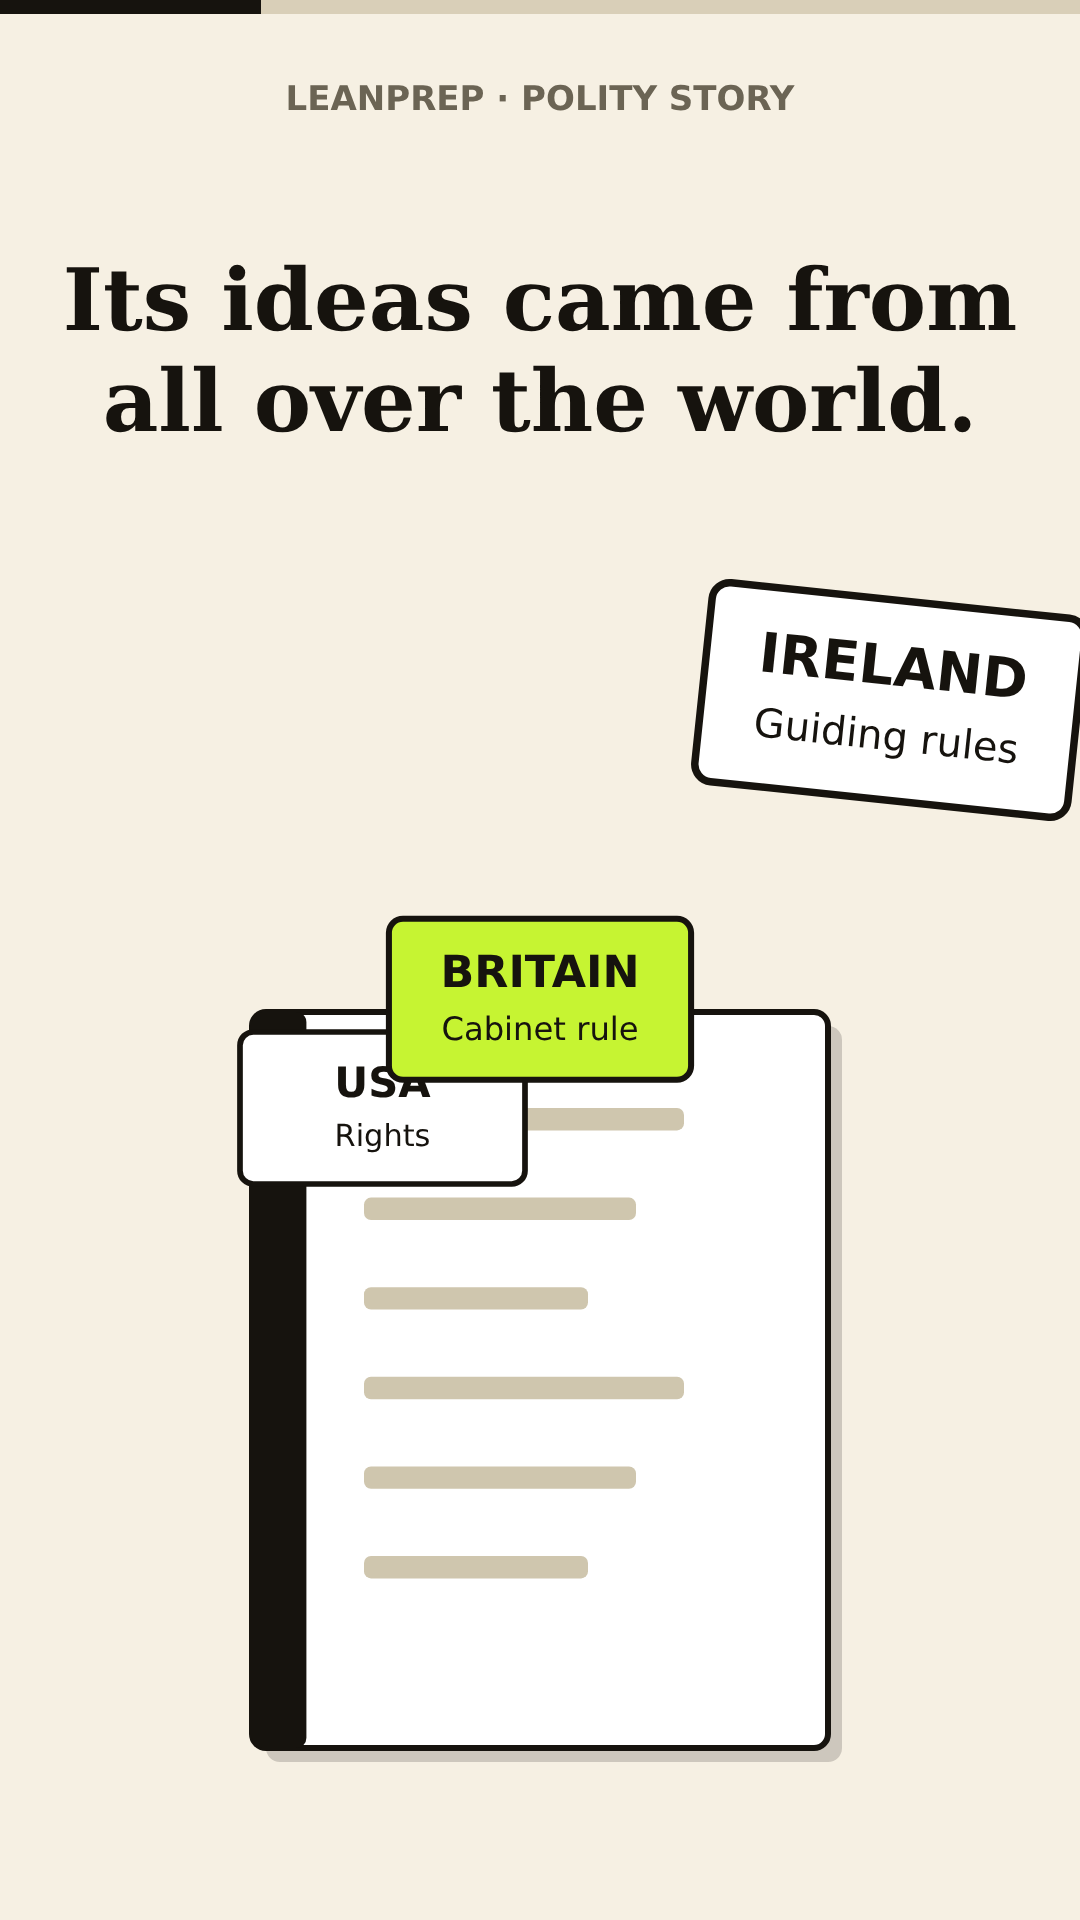 LEANPREP · POLITY STORY
Its ideas came from
all over the world.
IRELAND
Guiding rules
BRITAIN
Cabinet rule
USA
Rights